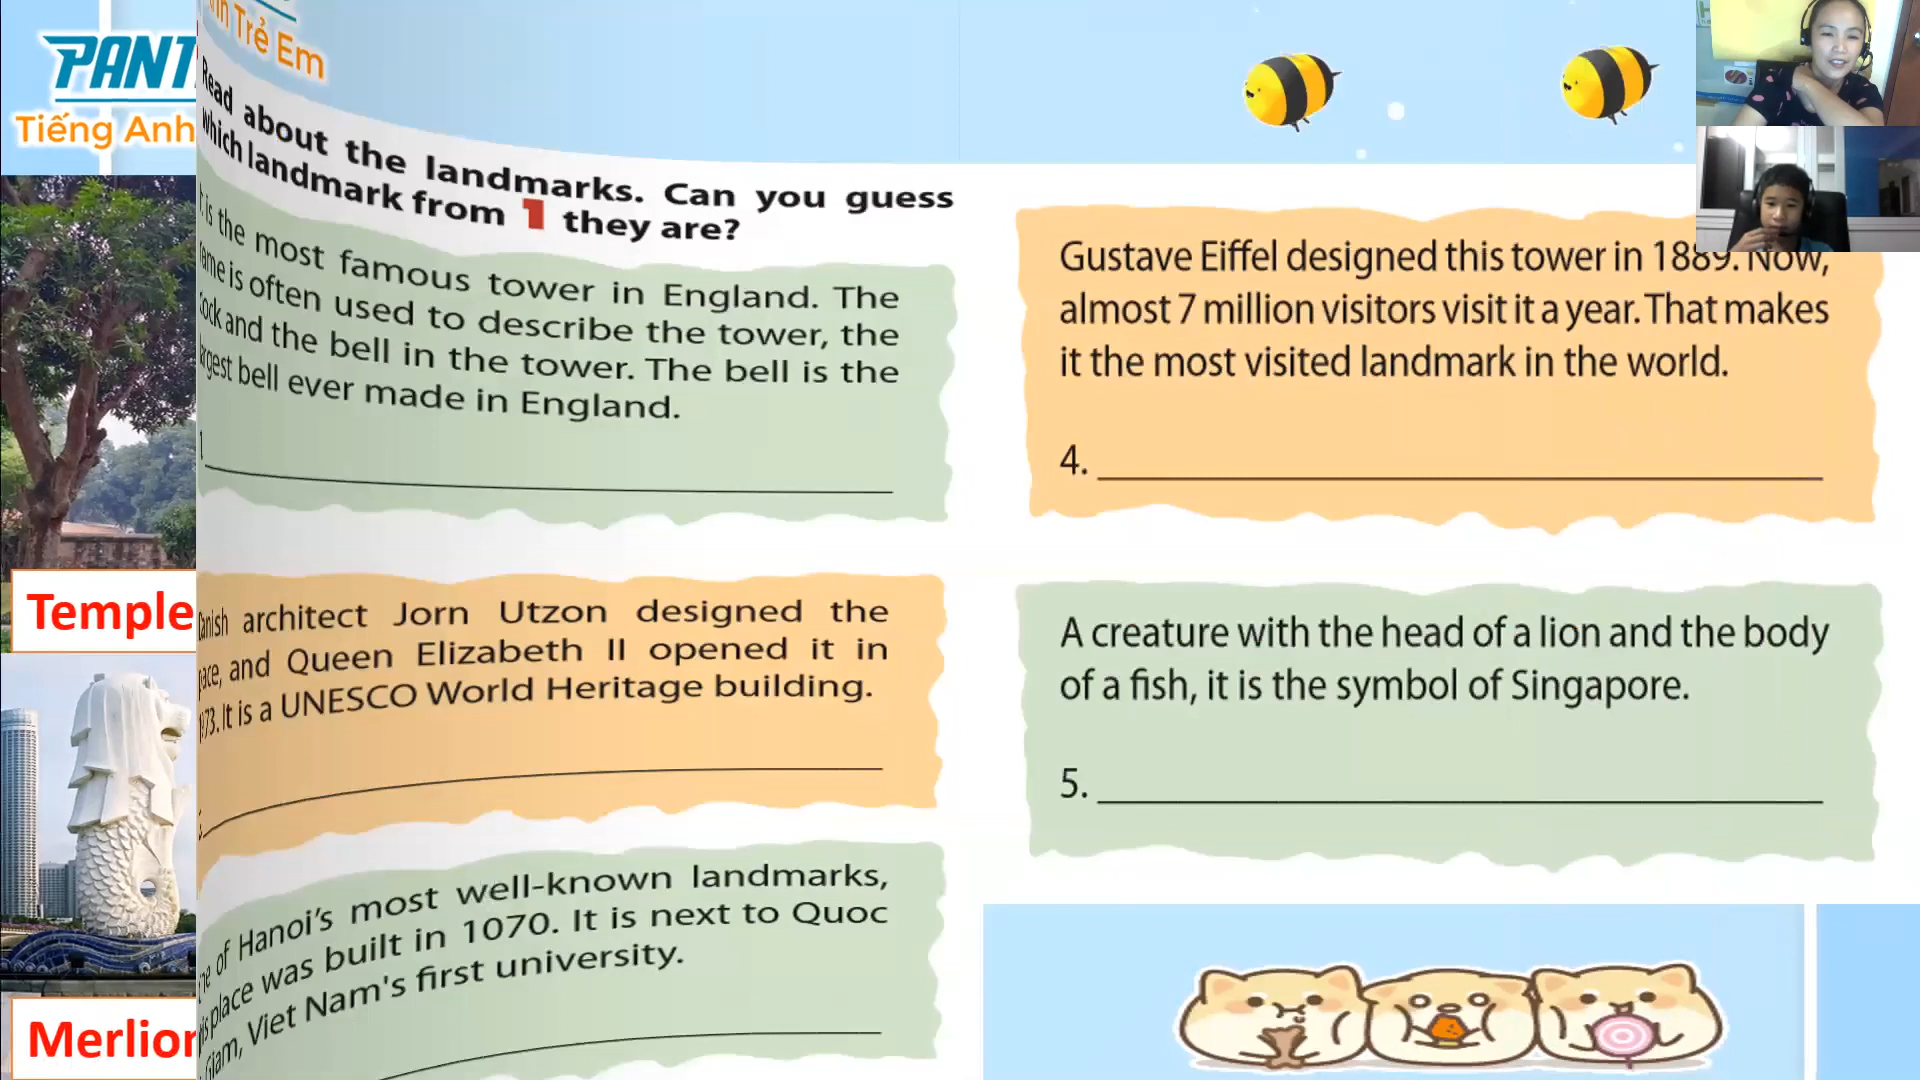 PANT
Tiếng Anh
Trẻ Em
Temple
Merlion
Read about the landmarks. Can you guess
which landmark from 1 they are?
is the most famous tower in England. The
is often used to describe the tower, the
and the bell in the tower. The bell is the
bell ever made in England.
1
architect Jorn Utzon designed the
and Queen Elizabeth II opened it in
It is a UNESCO World Heritage building.
of Hanoi's most well-known landmarks,
place was built in 1070. It is next to Quoc
Giam, Viet Nam's first university.
Gustave Eiffel designed this tower in 1889. Now,
almost 7 million visitors visit it a year. That makes
it the most visited landmark in the world.
4.
A creature with the head of a lion and the body
of a fish, it is the symbol of Singapore.
5.